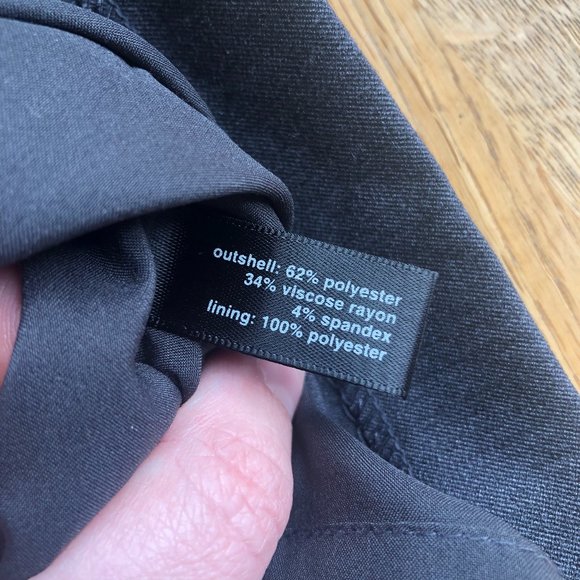 outshell: 62% polyester
34% viscose rayon
4% spandex
lining: 100% polyester